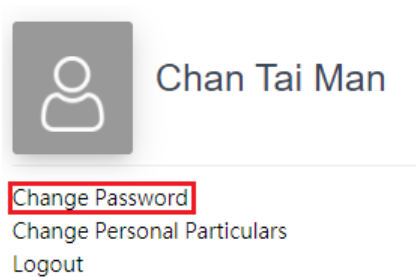 Chan Tai Man
Change Password
Change Personal Particulars
Logout